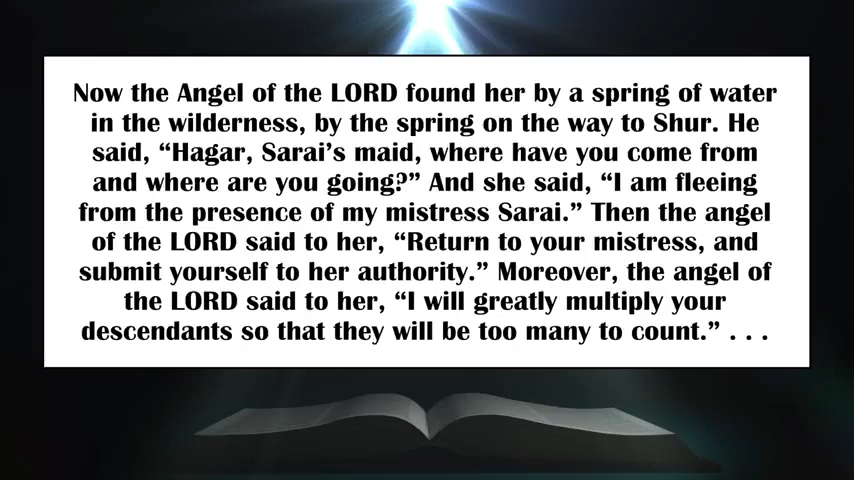 Now the Angel of the LORD found her by a spring of water
in the wilderness, by the spring on the way to Shur. He
said, “Hagar, Sarai’s maid, where have you come from
and where are you going?” And she said, “I am fleeing
from the presence of my mistress Sarai.” Then the angel
of the LORD said to her, “Return to your mistress, and
submit yourself to her authority.” Moreover, the angel of
the LORD said to her, “I will greatly multiply your
descendants so that they will be too many to count.” . . .